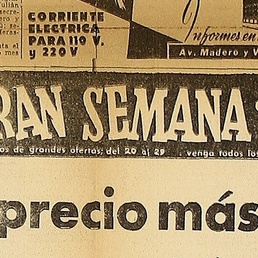 CORRIENTE
ELECTRICA
PARA 110 V.
y 220 V
Informes en
Av. Madero y V
RAN SEMANA
os de grandes ofertas; del 20 al 29 : venga todos los
precio más